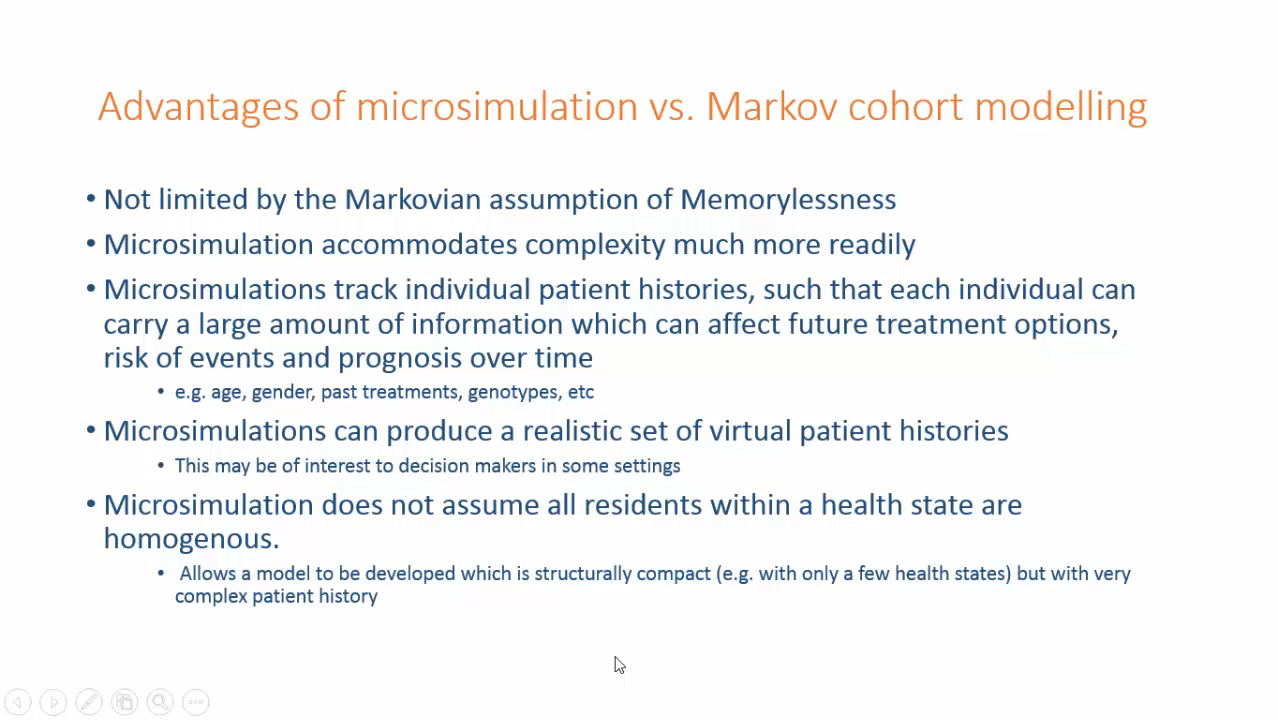 Advantages of microsimulation vs. Markov cohort modelling
• Not limited by the Markovian assumption of Memorylessness
• Microsimulation accommodates complexity much more readily
• Microsimulations track individual patient histories, such that each individual can
carry a large amount of information which can affect future treatment options,
risk of events and prognosis over time
• e.g. age, gender, past treatments, genotypes, etc
• Microsimulations can produce a realistic set of virtual patient histories
• This may be of interest to decision makers in some settings
• Microsimulation does not assume all residents within a health state are
homogenous.
• Allows a model to be developed which is structurally compact (e.g. with only a few health states) but with very
complex patient history